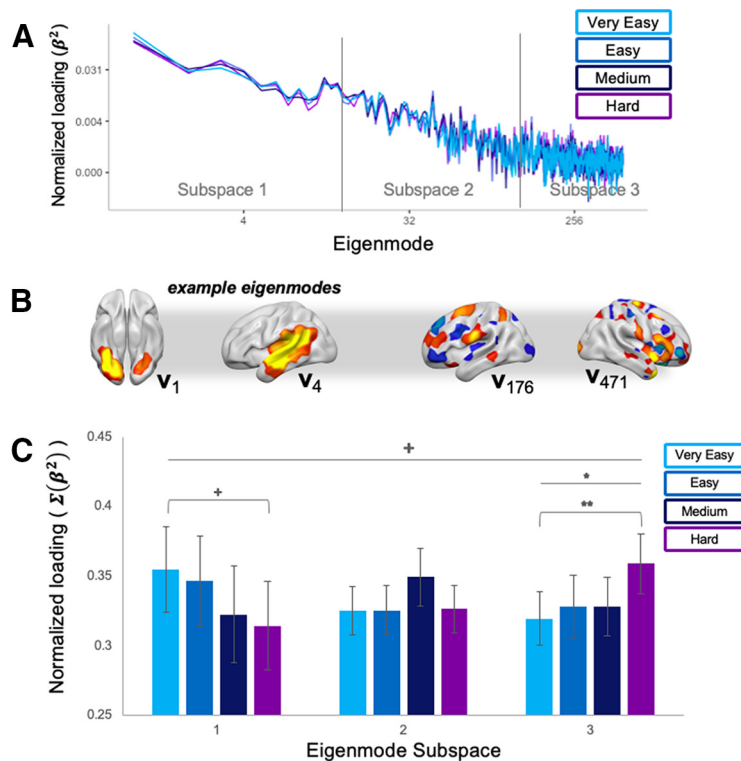 A
Normalized loading (β²)
0.031
0.004
0.000
Very Easy
Easy
Medium
Hard
Subspace 1
Subspace 2
Subspace 3
4
32
256
Eigenmode
B
example eigenmodes
v1
v4
v176
v471
C
Normalized loading ( Σ(β²) )
0.45
0.4
0.35
0.3
0.25
+
+
*
**
Very Easy
Easy
Medium
Hard
1
2
3
Eigenmode Subspace